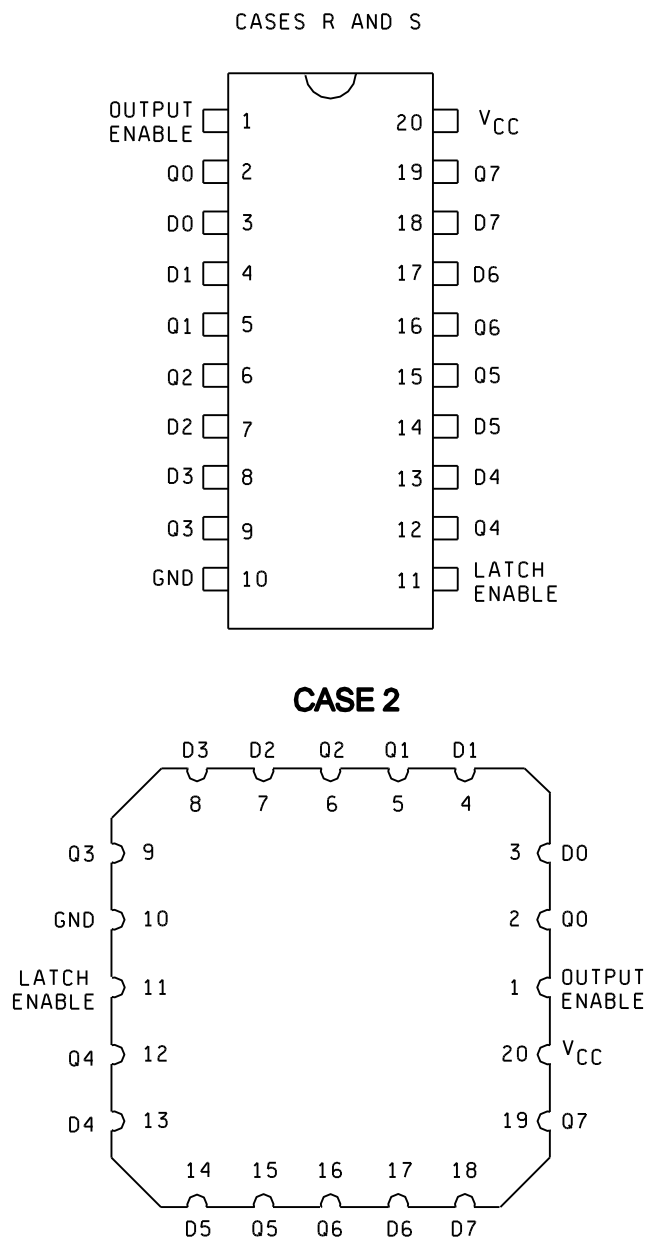 CASES R AND S
OUTPUT ENABLE 1 20 VCC
Q0 2 19 Q7
D0 3 18 D7
D1 4 17 D6
Q1 5 16 Q6
Q2 6 15 Q5
D2 7 14 D5
D3 8 13 D4
Q3 9 12 Q4
GND 10 11 LATCH ENABLE
CASE 2
D3 D2 Q2 Q1 D1
8 7 6 5 4
Q3 9 3 D0
GND 10 2 Q0
LATCH ENABLE 11 1 OUTPUT ENABLE
Q4 12 20 VCC
D4 13 19 Q7
14 15 16 17 18
D5 Q5 Q6 D6 D7